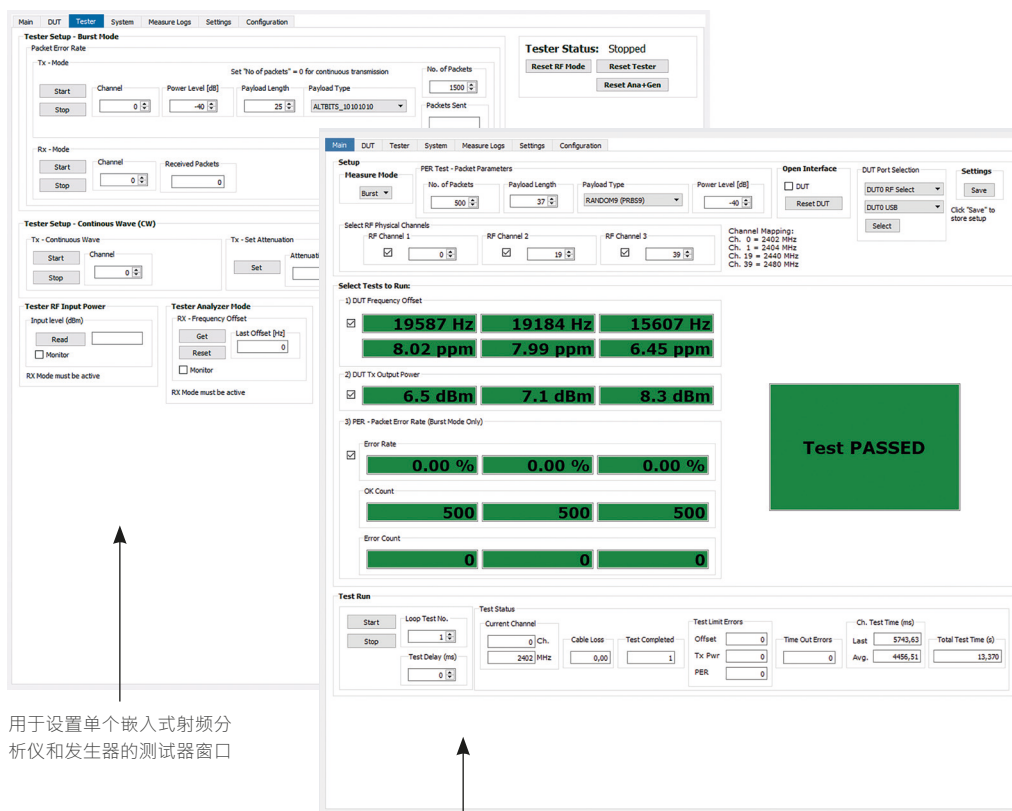 Main DUT Tester System Measure Logs Settings Configuration
Tester Setup - Burst Mode
Packet Error Rate
Tx - Mode
Set "No of packets" = 0 for continuous transmission
Start
Stop
Channel
0
Power Level [dB]
-40
Payload Length
25
Payload Type
ALTBITS_10101010
No. of Packets
1500
Packets Sent
Rx - Mode
Start
Stop
Channel
0
Received Packets
0
Tester Status: Stopped
Reset RF Mode Reset Tester
Reset Ana+Gen
Tester Setup - Continous Wave (CW)
Tx - Continuous Wave
Start
Stop
Channel
0
Tx - Set Attenuation
Set
Tester RF Input Power
Input level (dBm)
Read
Monitor
RX Mode must be active
Tester Analyzer Mode
RX - Frequency Offset
Get
Reset
Last Offset [Hz]
0
Monitor
RX Mode must be active
用于设置单个嵌入式射频分
析仪和发生器的测试器窗口
Main DUT Tester System Measure Logs Settings Configuration
Setup
Measure Mode
Burst
PER Test - Packet Parameters
No. of Packets
500
Payload Length
37
Payload Type
RANDOM9 (PRBS9)
Power Level [dB]
-40
Open Interface
DUT
Reset DUT
DUT Port Selection
DUT0 RF Select
DUT0 USB
Select
Settings
Save
Click "Save" to
store setup
Select RF Physical Channels
RF Channel 1
0
RF Channel 2
19
RF Channel 3
39
Channel Mapping:
Ch. 0 = 2402 MHz
Ch. 1 = 2404 MHz
Ch. 19 = 2440 MHz
Ch. 39 = 2480 MHz
Select Tests to Run:
1) DUT Frequency Offset
19587 Hz 19184 Hz 15607 Hz
8.02 ppm 7.99 ppm 6.45 ppm
2) DUT Tx Output Power
6.5 dBm 7.1 dBm 8.3 dBm
3) PER - Packet Error Rate (Burst Mode Only)
Error Rate
0.00 % 0.00 % 0.00 %
OK Count
500 500 500
Error Count
0 0 0
Test PASSED
Test Run
Start
Stop
Loop Test No.
1
Test Delay (ms)
0
Test Status
Current Channel
0 Ch.
2402 MHz
Cable Loss
0,00
Test Completed
1
Test Limit Errors
Offset 0
Tx Pwr 0
PER 0
Time Out Errors
0
Ch. Test Time (ms)
Last 5743,63
Avg. 4456,51
Total Test Time (s)
13,370